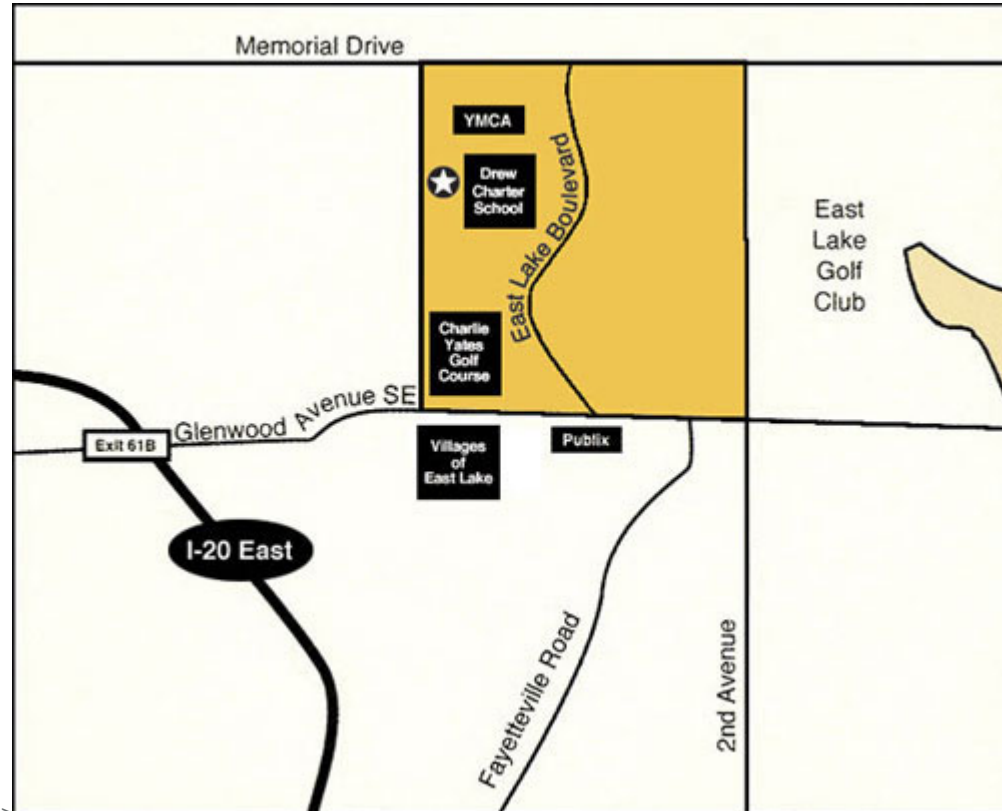 Memorial Drive
YMCA
Drew
Charter
School
East Lake Boulevard
East
Lake
Golf
Club
Charlie
Yates
Golf
Course
Glenwood Avenue SE
Exit 61B
Villages
of
East Lake
Publix
I-20 East
Fayetteville Road
2nd Avenue